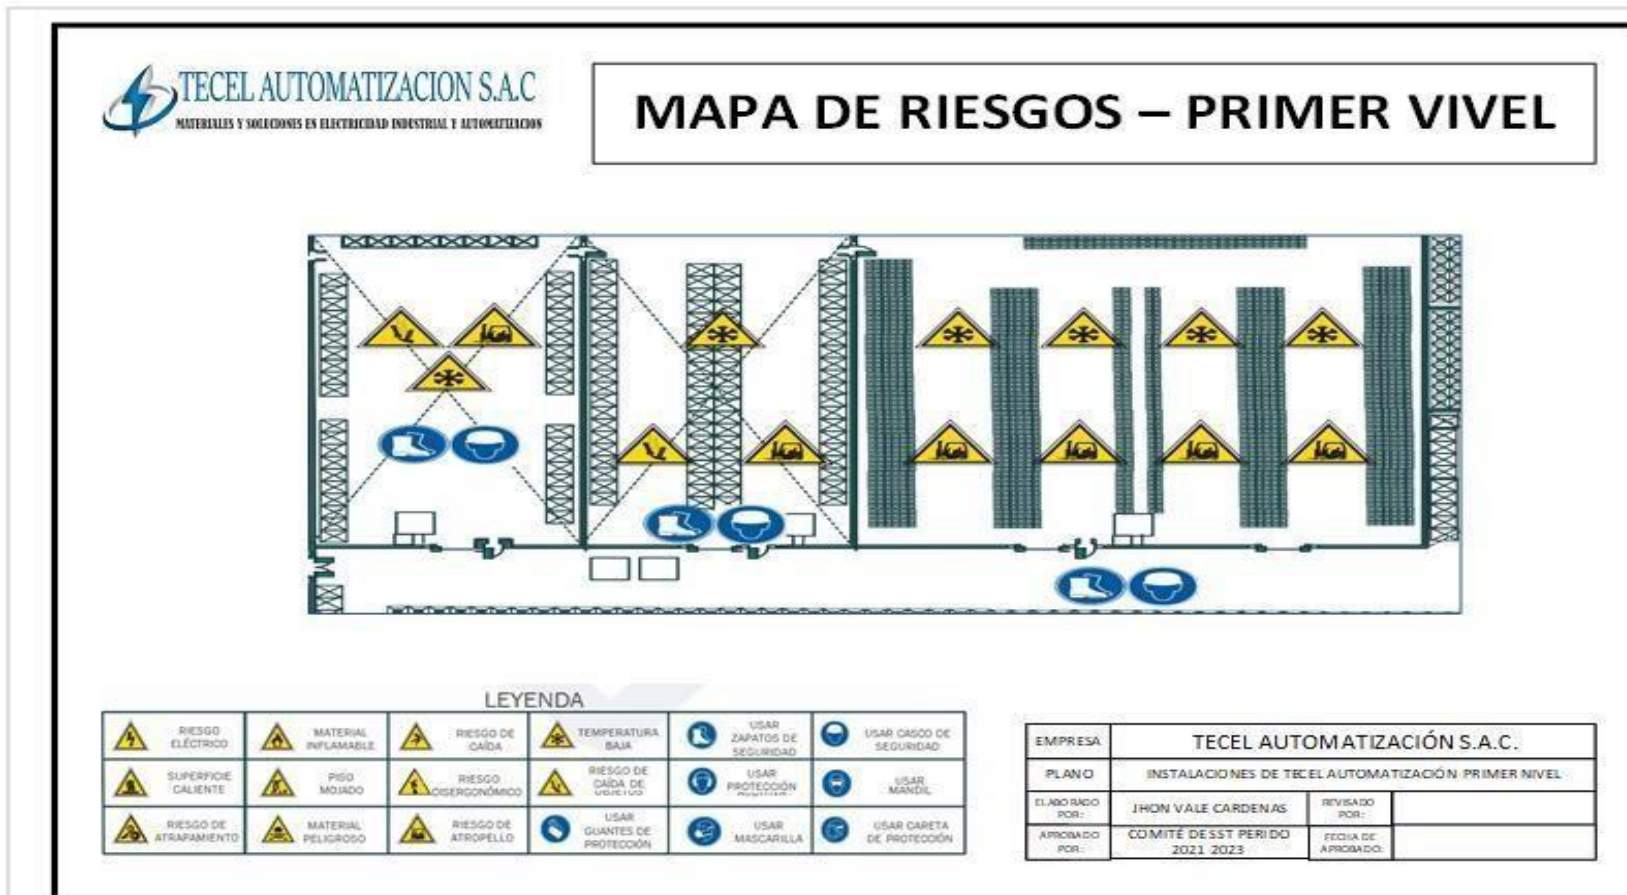 TECEL AUTOMATIZACION S.A.C
MATERIALES Y SOLUCIONES EN ELECTRICIDAD INDUSTRIAL Y AUTOMATIZACION
MAPA DE RIESGOS – PRIMER VIVEL
LEYENDA
RIESGO
ELÉCTRICO
MATERIAL
INFLAMABLE
RIESGO DE
CAÍDA
TEMPERATURA
BAJA
USAR
ZAPATOS DE
SEGURIDAD
USAR CASCO DE
SEGURIDAD
SUPERFICIE
CALIENTE
PISO
MOJADO
RIESGO
DISERGONÓMICO
RIESGO DE
CAÍDA DE
OBJETOS
USAR
PROTECCIÓN
USAR
MANDIL
RIESGO DE
ATRAPAMIENTO
MATERIAL
PELIGROSO
RIESGO DE
ATROPELLO
USAR
GUANTES DE
PROTECCIÓN
USAR
MASCARILLA
USAR CARETA
DE PROTECCIÓN
EMPRESA
TECEL AUTOMATIZACIÓN S.A.C.
PLANO
INSTALACIONES DE TECEL AUTOMATIZACIÓN PRIMER NIVEL
ELABORADO
POR:
JHON VALE CARDENAS
REVISADO
POR:
APROBADO
POR:
COMITÉ DE SST PERIDO
2021 2023
FECHA DE
APROBADO: